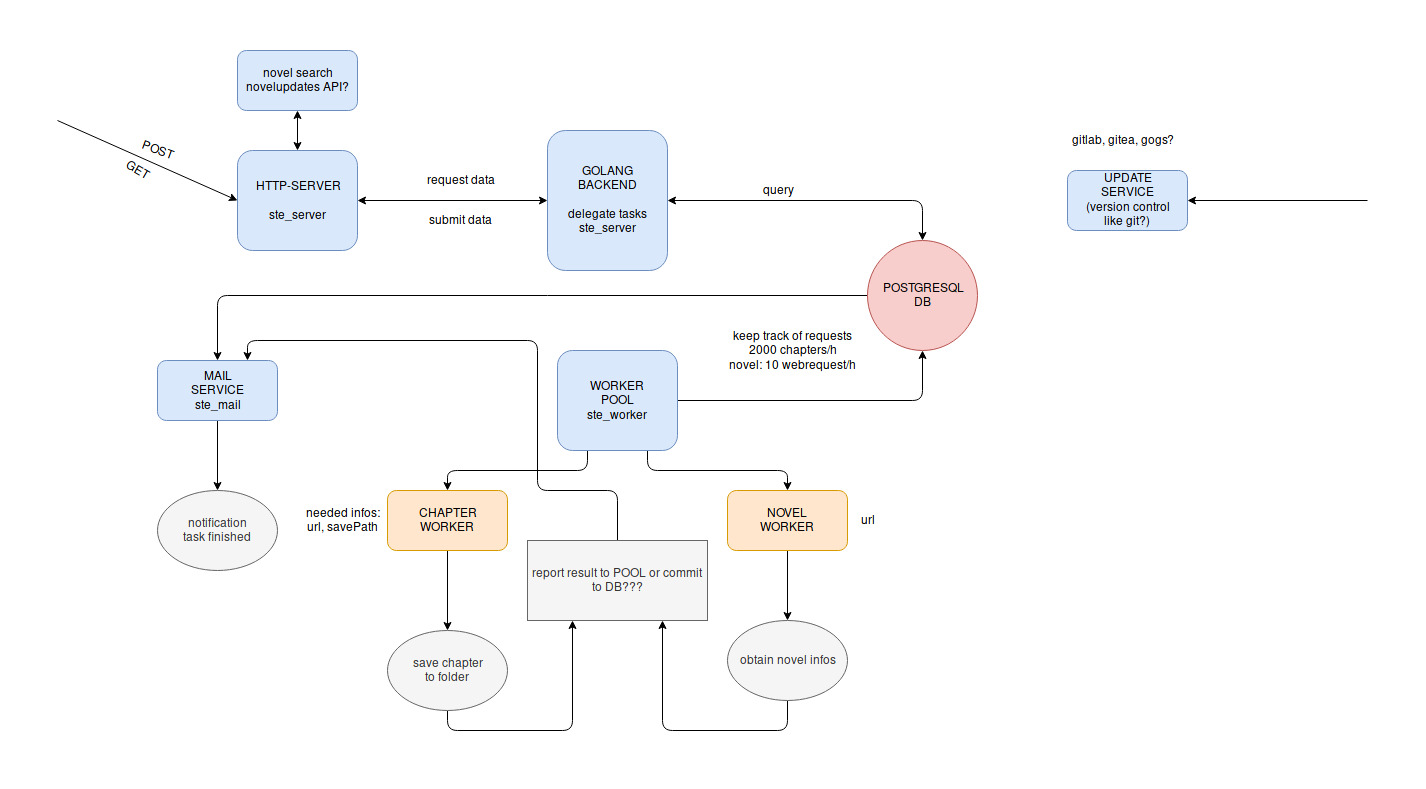 novel search
novelupdates API?
POST
GET
HTTP-SERVER
ste_server
request data
submit data
GOLANG
BACKEND
delegate tasks
ste_server
query
gitlab, gitea, gogs?
UPDATE
SERVICE
(version control
like git?)
POSTGRESQL
DB
keep track of requests
2000 chapters/h
novel: 10 webrequest/h
MAIL
SERVICE
ste_mail
WORKER
POOL
ste_worker
notification
task finished
needed infos:
url, savePath
CHAPTER
WORKER
NOVEL
WORKER
url
report result to POOL or commit
to DB???
save chapter
to folder
obtain novel infos